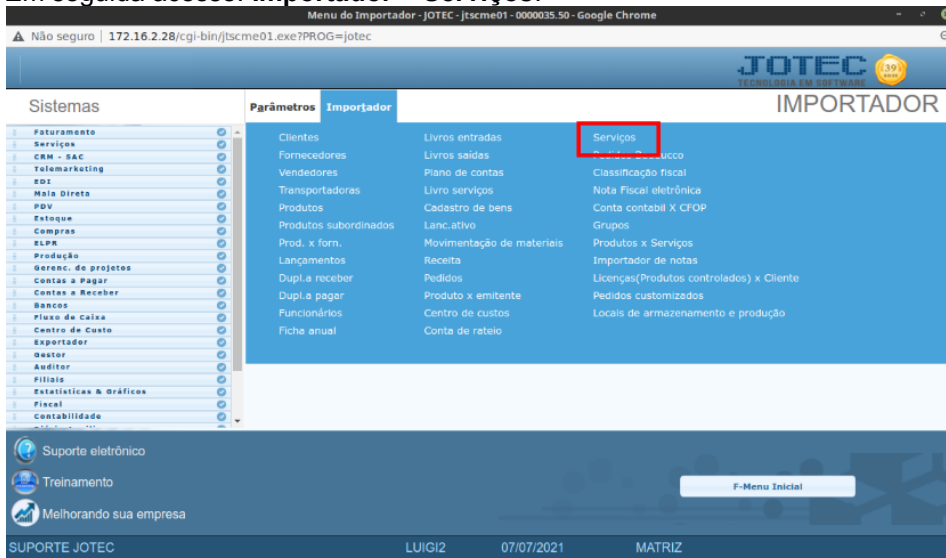 Em seguida acesse: Importador > Serviços.
Menu do Importador - JOTEC - jtscme01 - 0000035.50 - Google Chrome
Não seguro | 172.16.2.28/cgi-bin/jtscme01.exe?PROG=jotec
JOTEC 39 anos
TECNOLOGIA EM SOFTWARE
Sistemas
Parâmetros Importador
IMPORTADOR
Faturamento
Serviços
CRM - SAC
Telemarketing
EDI
Mala Direta
PDV
Estoque
Compras
ELPR
Produção
Gerenc. de projetos
Contas a Pagar
Contas a Receber
Bancos
Fluxo de Caixa
Centro de Custo
Exportador
Gestor
Auditor
Filiais
Estatísticas & Gráficos
Fiscal
Contabilidade
Clientes
Fornecedores
Vendedores
Transportadoras
Produtos
Produtos subordinados
Prod. x forn.
Lançamentos
Dupl.a receber
Dupl.a pagar
Funcionários
Ficha anual
Livros entradas
Livros saídas
Plano de contas
Livro serviços
Cadastro de bens
Lanc.ativo
Movimentação de materiais
Receita
Pedidos
Produto x emitente
Centro de custos
Conta de rateio
Serviços
Classificação fiscal
Nota Fiscal eletrônica
Conta contabil X CFOP
Grupos
Produtos x Serviços
Importador de notas
Licenças(Produtos controlados) x Cliente
Pedidos customizados
Locais de armazenamento e produção
Suporte eletrônico
Treinamento
Melhorando sua empresa
F-Menu Inicial
SUPORTE JOTEC LUIGI2 07/07/2021 MATRIZ